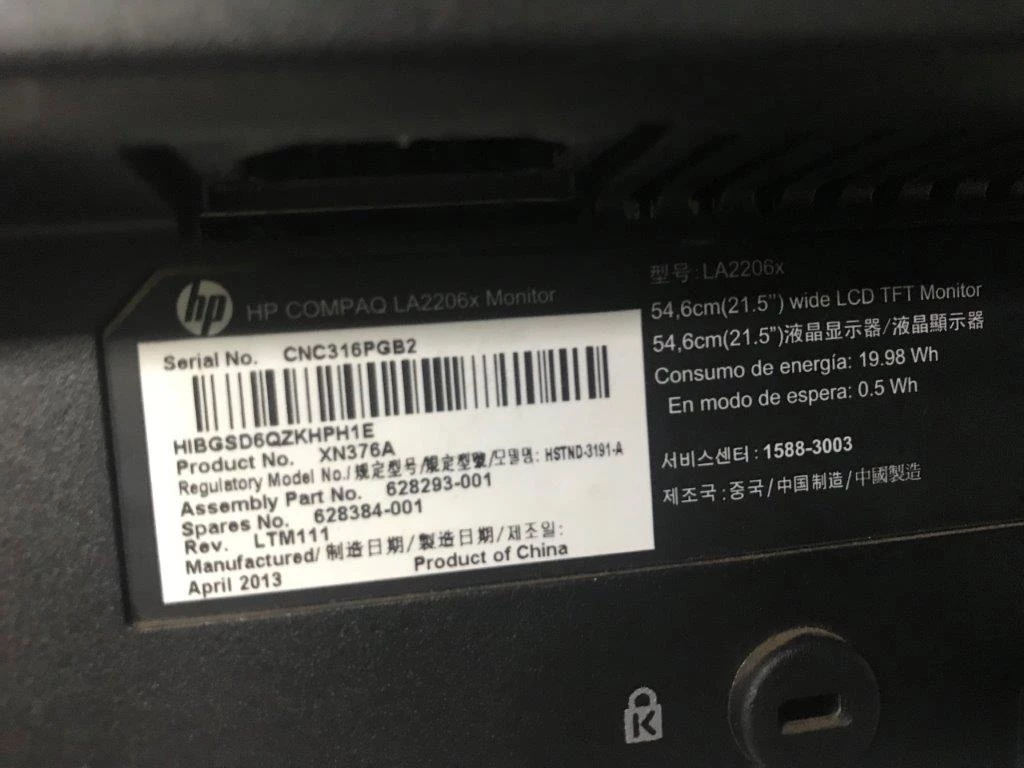 hp HP COMPAQ LA2206x Monitor
Serial No. CNC316PGB2
HIBGSD6QZKHPH1E
Product No. XN376A
Regulatory Model No./规定型号/規定型號/모델명: HSTND-3191-A
Assembly Part No. 628293-001
Spares No. 628384-001
Rev. LTM111
Manufactured/制造日期/製造日期/제조일:
April 2013 Product of China
型号:LA2206x
54,6cm(21.5") wide LCD TFT Monitor
54,6cm(21.5")液晶显示器/液晶顯示器
Consumo de energía: 19.98 Wh
En modo de espera: 0.5 Wh
서비스센터: 1588-3003
제조국: 중국/中国制造/中國製造
K